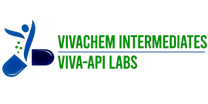 VIVACHEM INTERMEDIATES
VIVA-API LABS